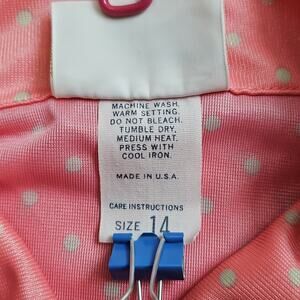 MACHINE WASH,
WARM SETTING.
DO NOT BLEACH.
TUMBLE DRY,
MEDIUM HEAT.
PRESS WITH
COOL IRON.
MADE IN U.S.A.
CARE INSTRUCTIONS
SIZE 14